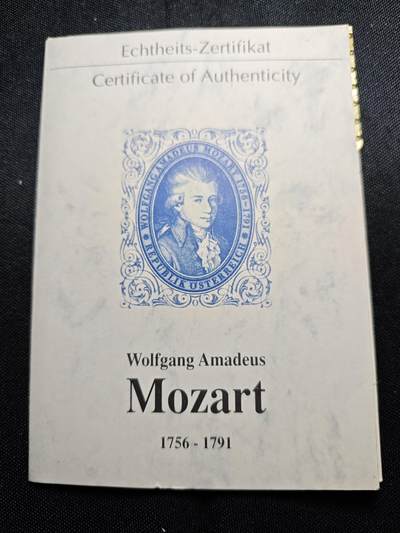 Echtheits-Zertifikat
Certificate of Authenticity
WOLFGANG AMADEUS MOZART 1756-1791
REPUBLIK ÖSTERREICH
Wolfgang Amadeus
Mozart
1756 - 1791